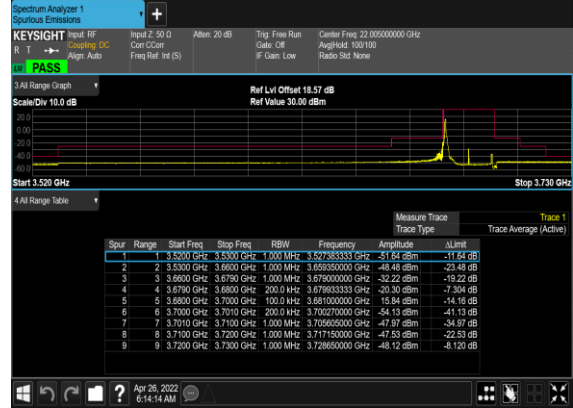 Spectrum Analyzer 1
Spurious Emissions
+
KEYSIGHT Input: RF Input Z: 50 Ω Atten: 20 dB Trig: Free Run Center Freq: 22.005000000 GHz
R T Coupling: DC Corr CCorr Gate: Off Avg|Hold: 100/100
Align: Auto Freq Ref: Int (S) IF Gain: Low Radio Std: None
PASS
3 All Range Graph
Ref Lvl Offset 18.57 dB
Scale/Div 10.0 dB Ref Value 30.00 dBm
20.0
0.00
-20.0
-40.0
-60.0
Start 3.520 GHz Stop 3.730 GHz
4 All Range Table
Measure Trace Trace 1
Trace Type Trace Average (Active)
Spur Range Start Freq Stop Freq RBW Frequency Amplitude ΔLimit
1 1 3.5200 GHz 3.5300 GHz 1.000 MHz 3.527383333 GHz -51.64 dBm -11.64 dB
2 2 3.5300 GHz 3.6600 GHz 1.000 MHz 3.659350000 GHz -48.48 dBm -23.48 dB
3 3 3.6600 GHz 3.6790 GHz 1.000 MHz 3.679000000 GHz -32.22 dBm -19.22 dB
4 4 3.6790 GHz 3.6800 GHz 200.0 kHz 3.679933333 GHz -20.30 dBm -7.304 dB
5 5 3.6800 GHz 3.7000 GHz 100.0 kHz 3.681000000 GHz 15.84 dBm -14.16 dB
6 6 3.7000 GHz 3.7010 GHz 200.0 kHz 3.700270000 GHz -54.13 dBm -41.13 dB
7 7 3.7010 GHz 3.7100 GHz 1.000 MHz 3.705605000 GHz -47.97 dBm -34.97 dB
8 8 3.7100 GHz 3.7200 GHz 1.000 MHz 3.717150000 GHz -47.53 dBm -22.53 dB
9 9 3.7200 GHz 3.7300 GHz 1.000 MHz 3.728650000 GHz -48.12 dBm -8.120 dB
? Apr 26, 2022
6:14:14 AM